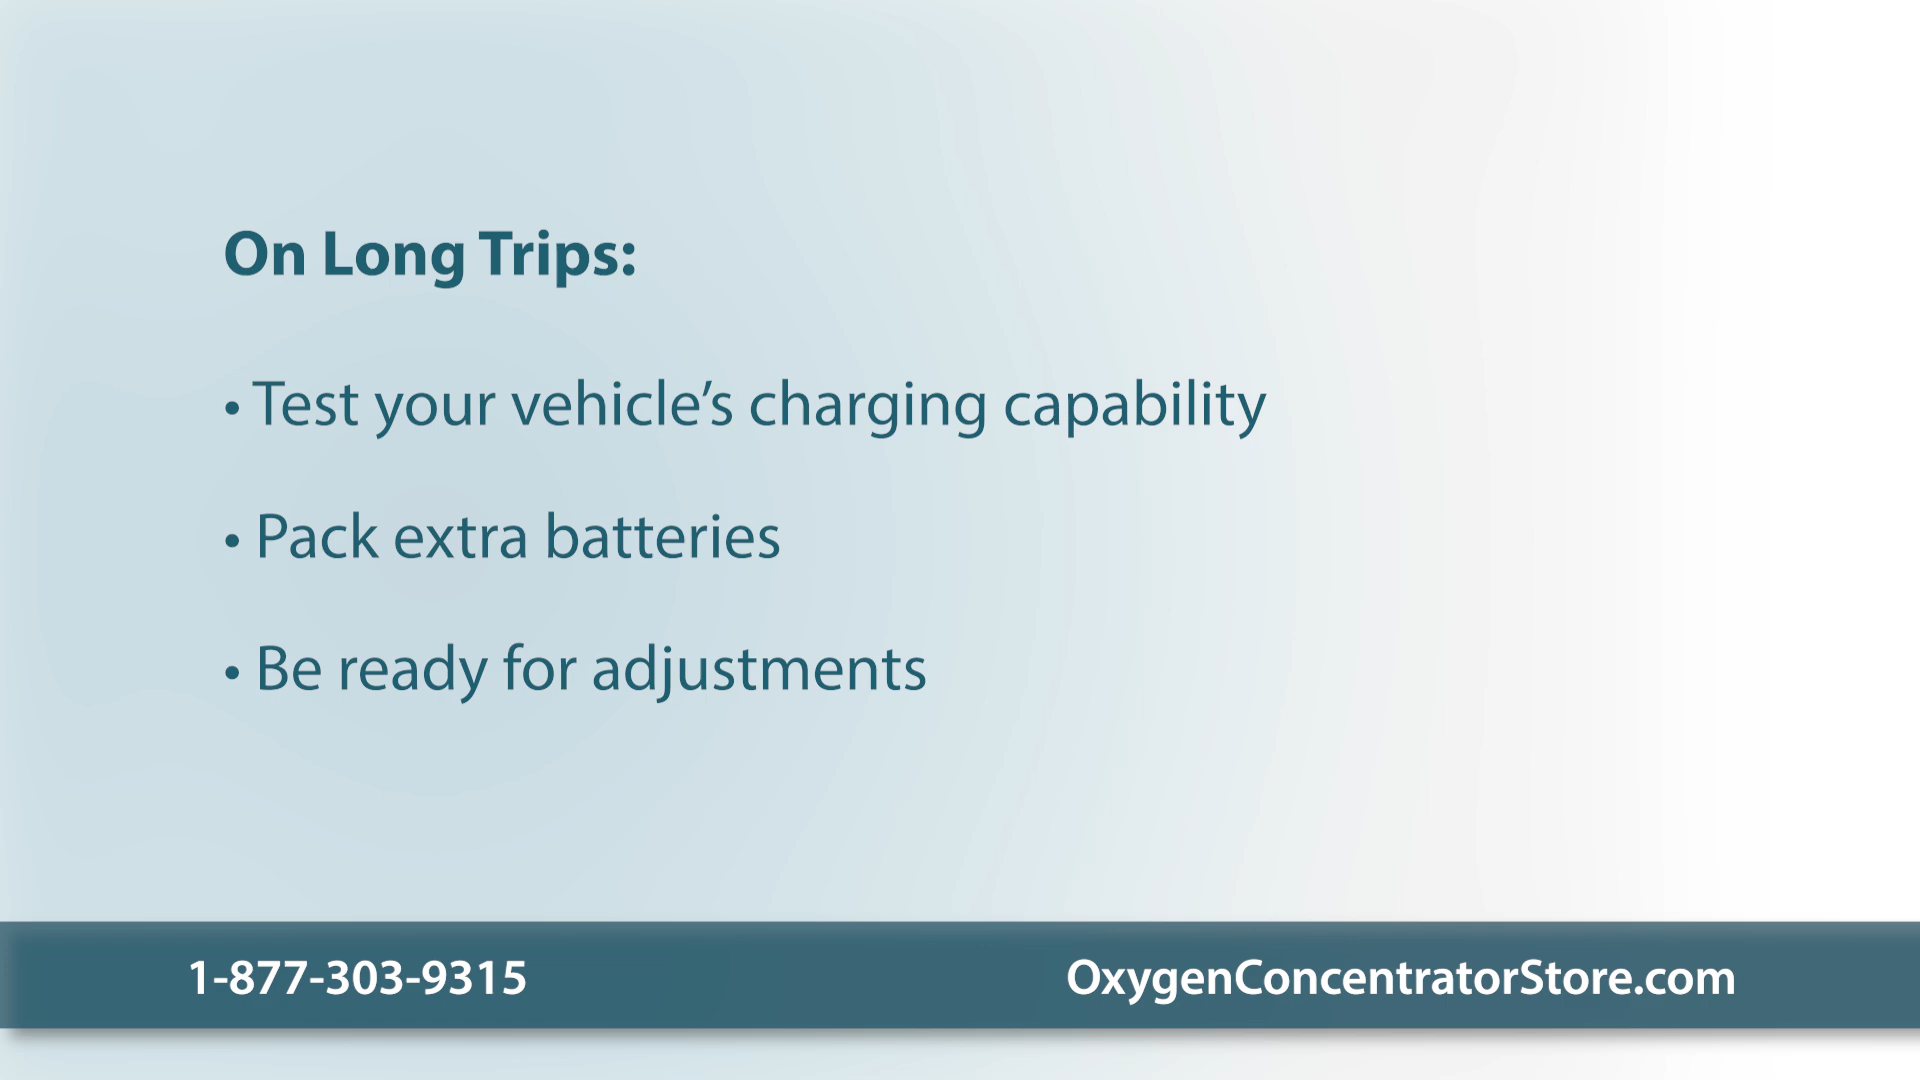 On Long Trips:
• Test your vehicle’s charging capability
• Pack extra batteries
• Be ready for adjustments
1-877-303-9315
OxygenConcentratorStore.com